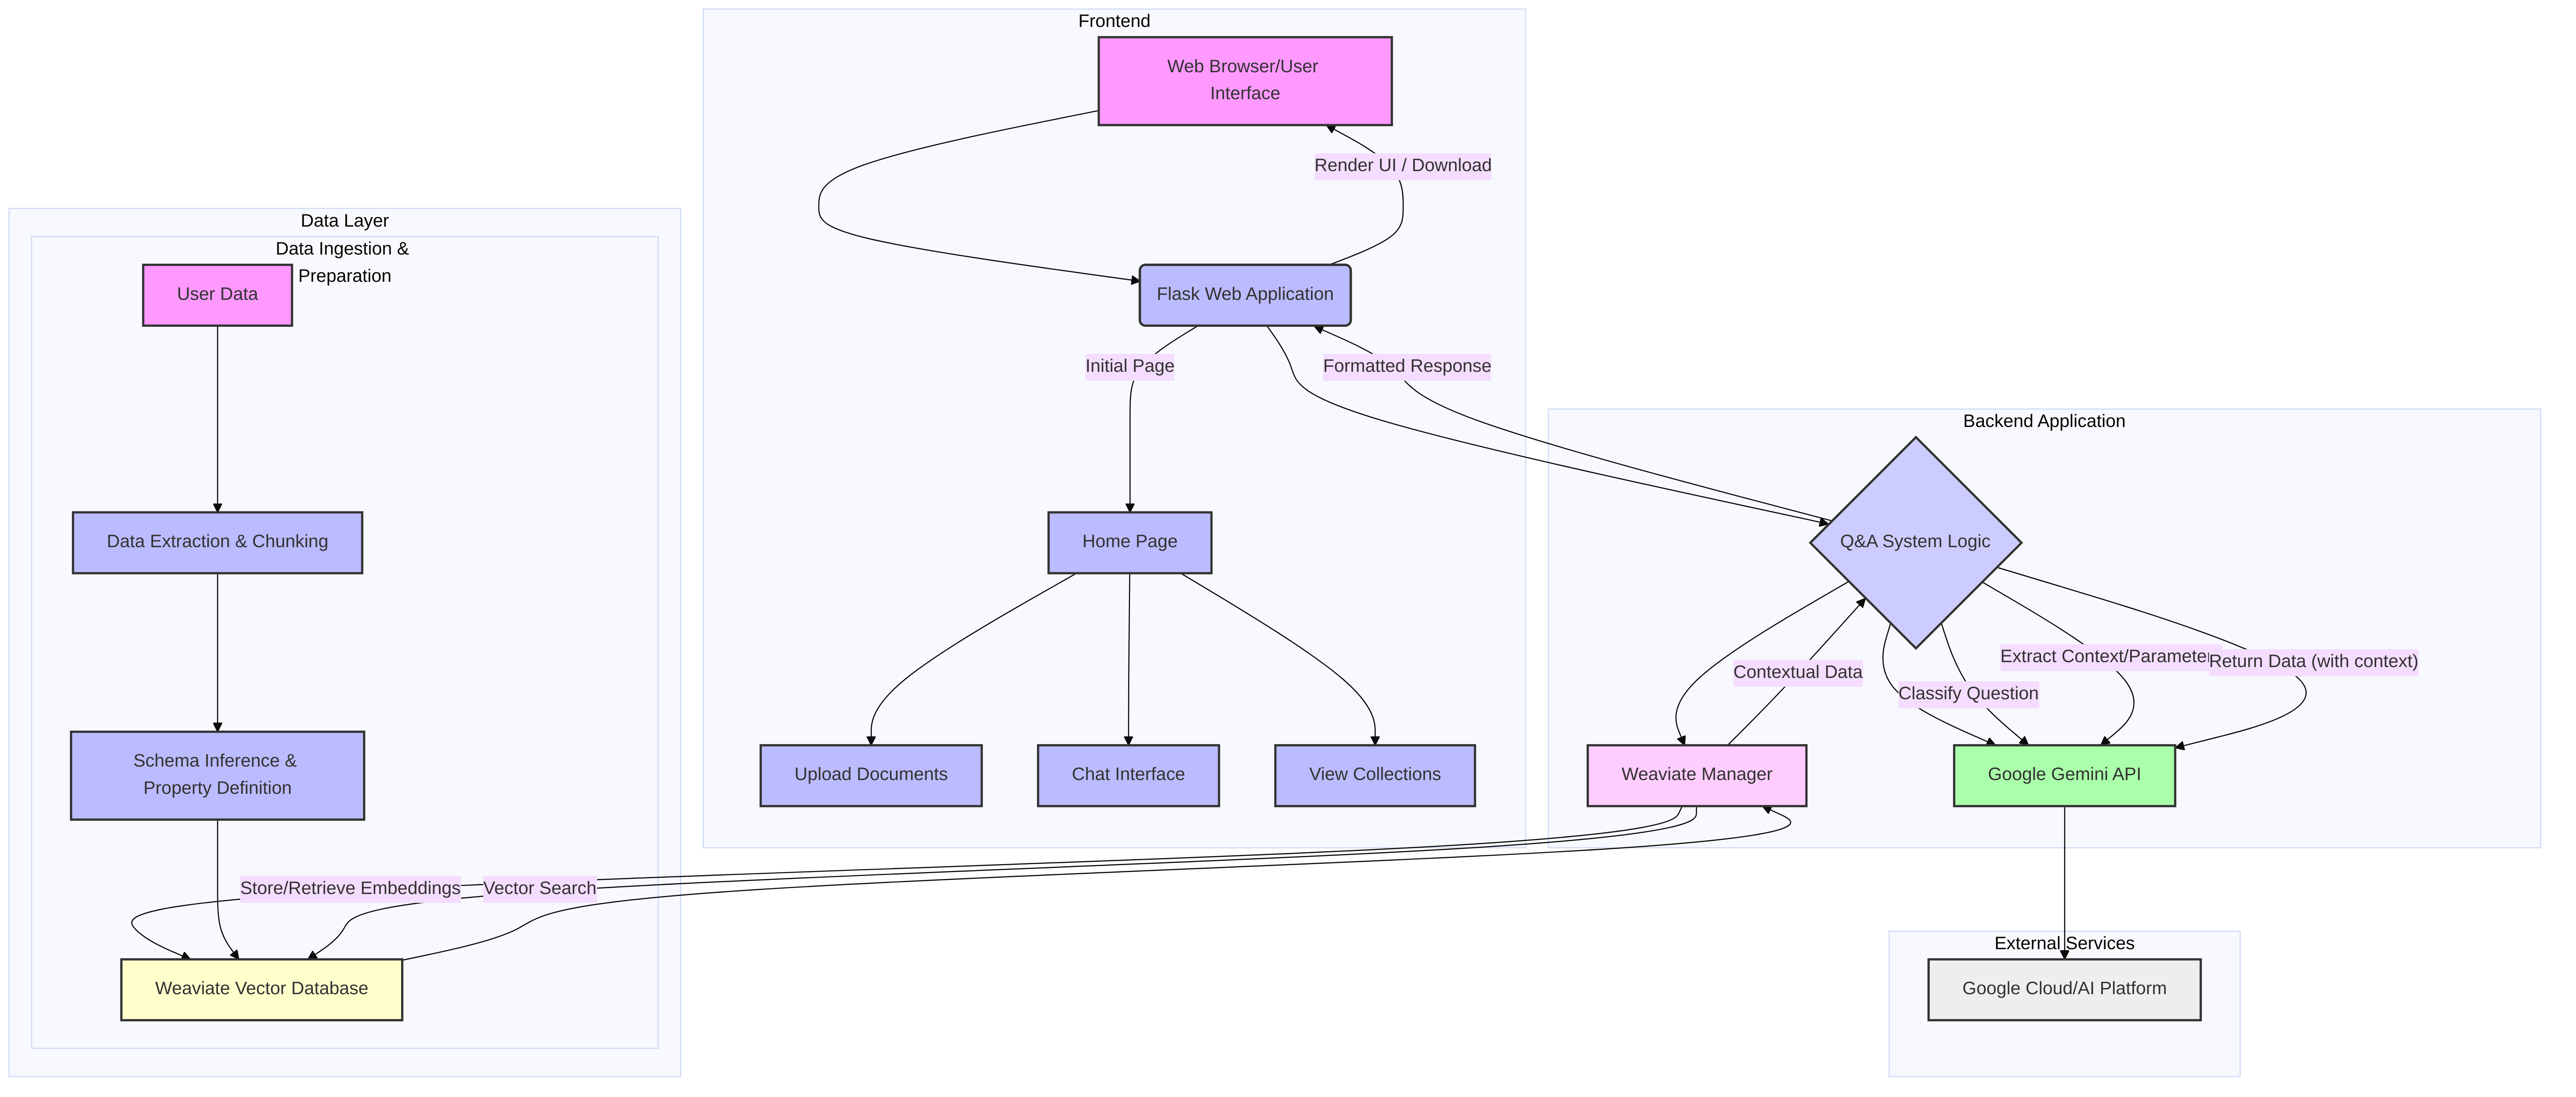 Frontend
Web Browser/User
Interface
Render UI / Download
Data Layer
Data Ingestion &
Preparation
User Data
Flask Web Application
Initial Page
Formatted Response
Backend Application
Data Extraction & Chunking
Home Page
Q&A System Logic
Extract Context/Parameter
Return Data (with context)
Contextual Data
Classify Question
Schema Inference &
Property Definition
Upload Documents
Chat Interface
View Collections
Weaviate Manager
Google Gemini API
Store/Retrieve Embeddings
Vector Search
External Services
Weaviate Vector Database
Google Cloud/AI Platform